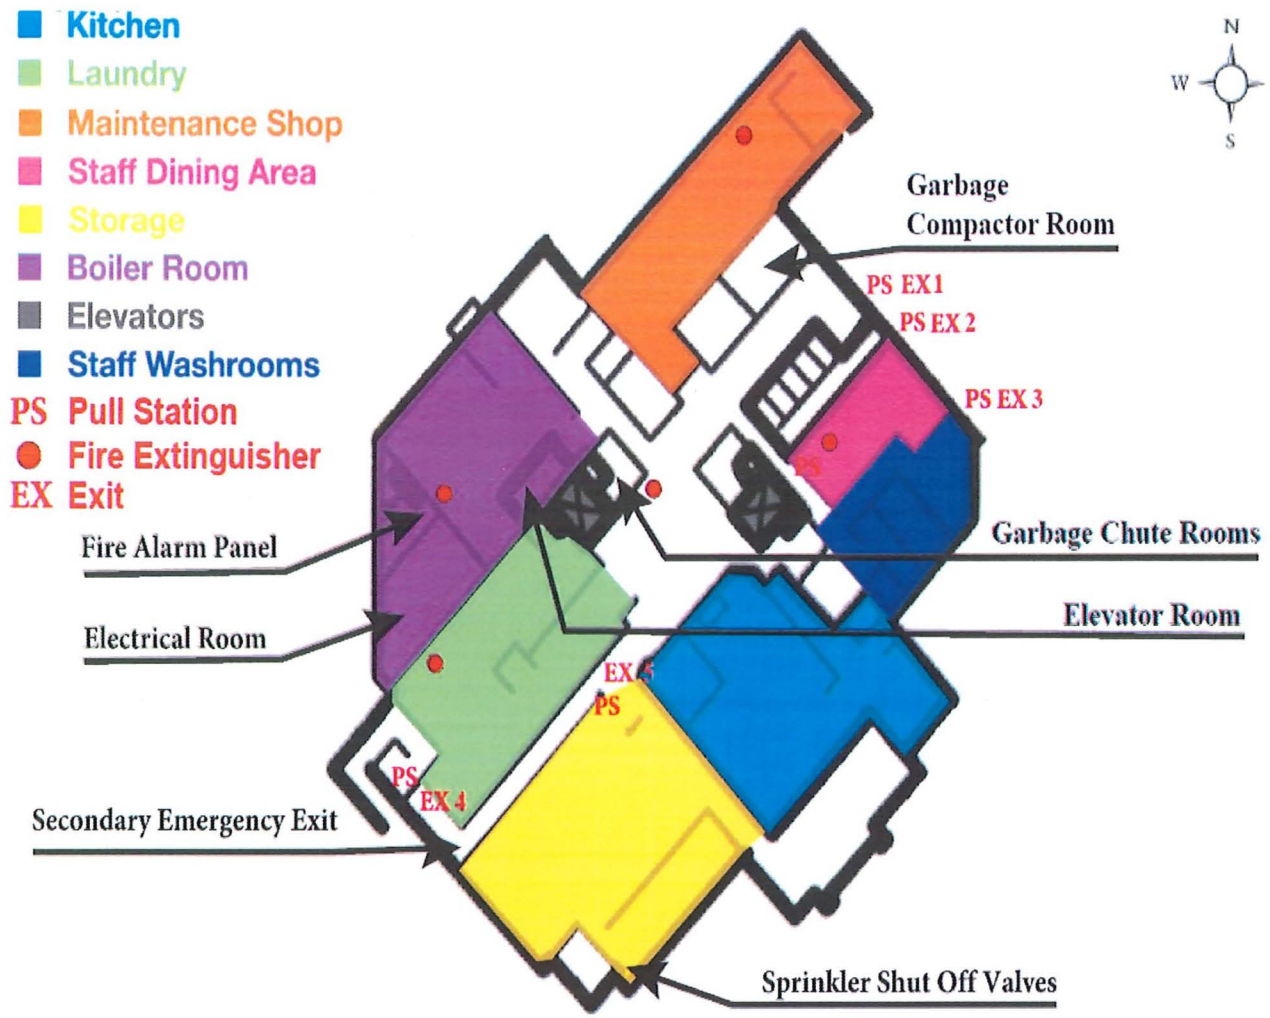 Kitchen
Laundry
Maintenance Shop
Staff Dining Area
Storage
Boiler Room
Elevators
Staff Washrooms
PS Pull Station
Fire Extinguisher
EX Exit
N
W
S
Garbage
Compactor Room
PS EX1
PS EX 2
PS EX 3
PS
Fire Alarm Panel
Garbage Chute Rooms
Electrical Room
Elevator Room
EX 5
PS
PS
EX 4
Secondary Emergency Exit
Sprinkler Shut Off Valves